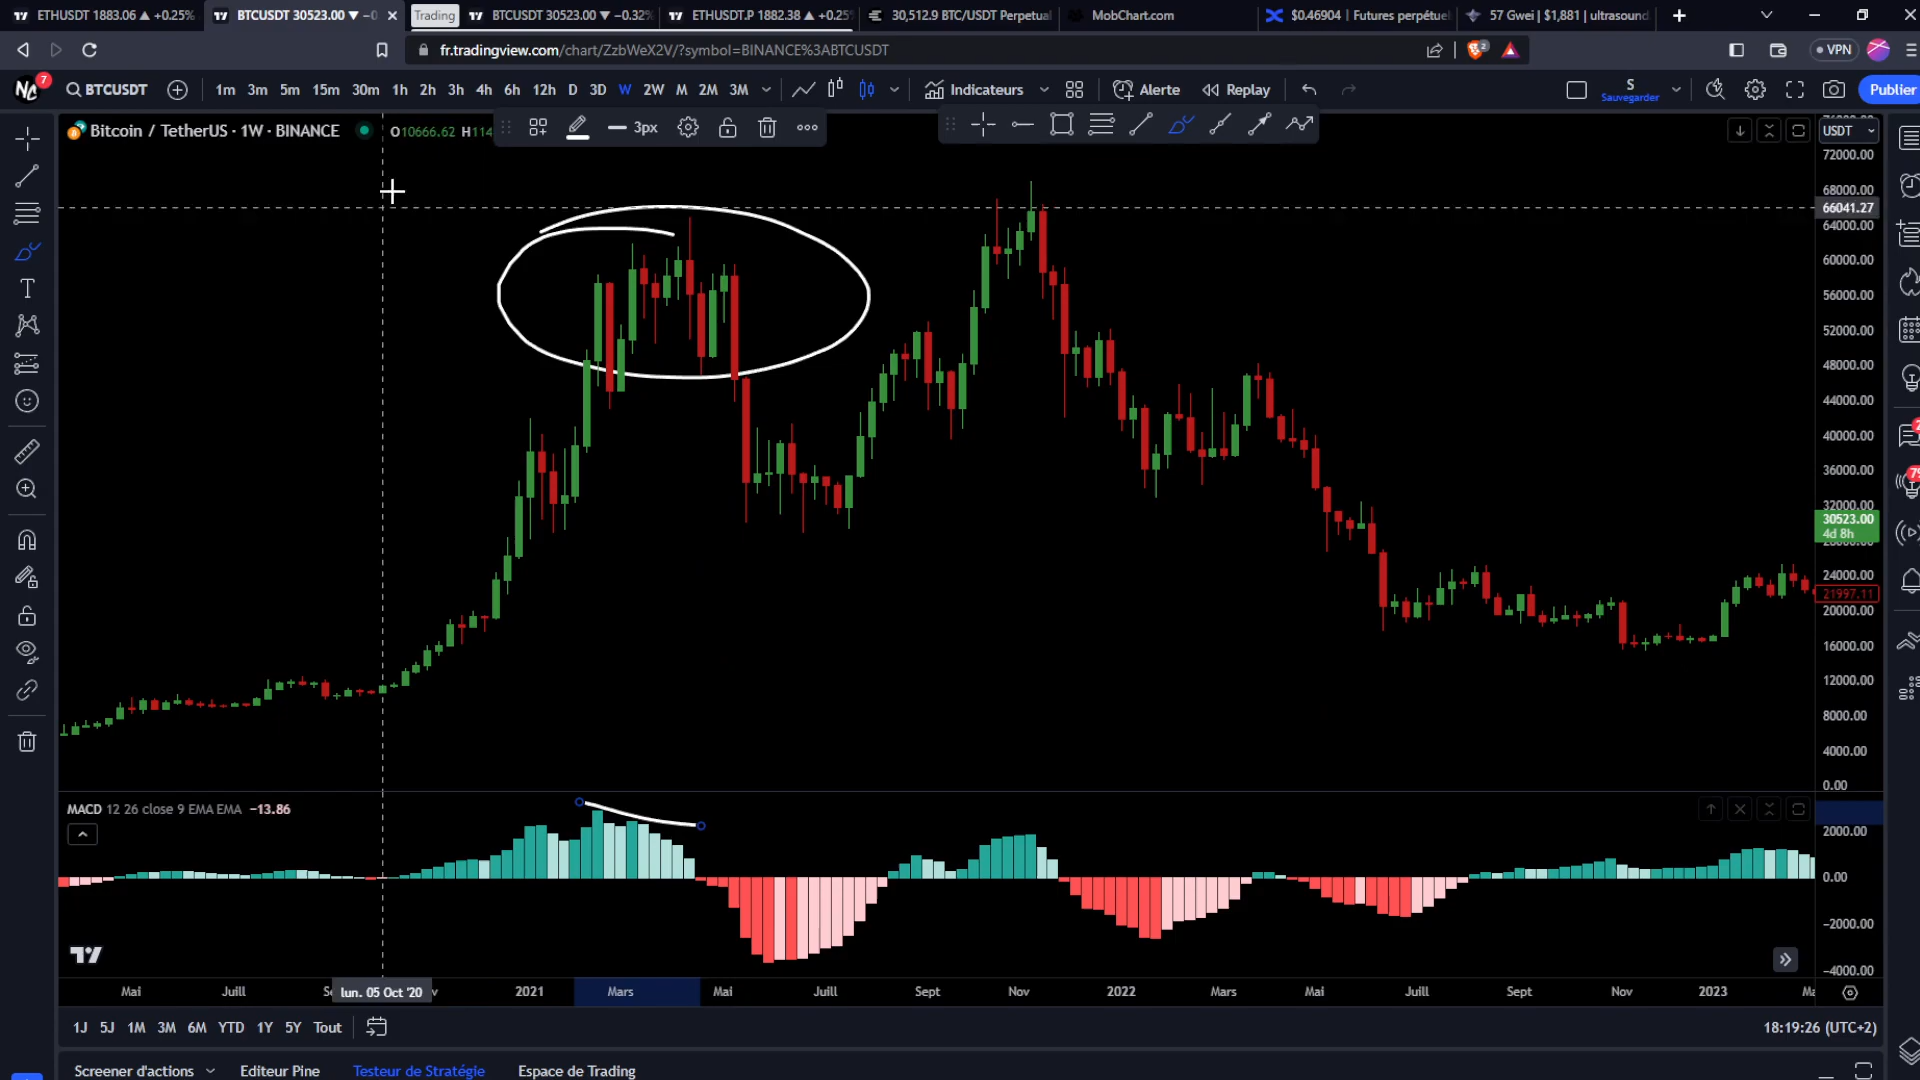 ETHUSDT 1883.06 ▲ +0.25%
BTCUSDT 30523.00 ▼ −0
Trading
BTCUSDT 30523.00 ▼ −0.32%
ETHUSDT.P 1882.38 ▲ +0.25%
30,512.9 BTC/USDT Perpetual
MobChart.com
$0.46904 | Futures perpétue
57 Gwei | $1,881 | ultrasound
fr.tradingview.com/chart/ZzbWeX2V/?symbol=BINANCE%3ABTCUSDT
2
VPN
7
BTCUSDT
1m 3m 5m 15m 30m 1h 2h 3h 4h 6h 12h D 3D W 2W M 2M 3M
Indicateurs
Alerte
Replay
S
Sauvegarder
Publier
Bitcoin / TetherUS · 1W · BINANCE
O10666.62 H114
3px
USDT
72000.00
68000.00
66041.27
64000.00
60000.00
56000.00
52000.00
48000.00
44000.00
40000.00
36000.00
32000.00
30523.00
4d 8h
24000.00
21997.11
20000.00
16000.00
12000.00
8000.00
4000.00
0.00
MACD 12 26 close 9 EMA EMA −13.86
2000.00
0.00
−2000.00
−4000.00
Mai Juill lun. 05 Oct '20 2021 Mars Mai Juill Sept Nov 2022 Mars Mai Juill Sept Nov 2023
1J 5J 1M 3M 6M YTD 1Y 5Y Tout
18:19:26 (UTC+2)
Screener d'actions
Editeur Pine
Testeur de Stratégie
Espace de Trading